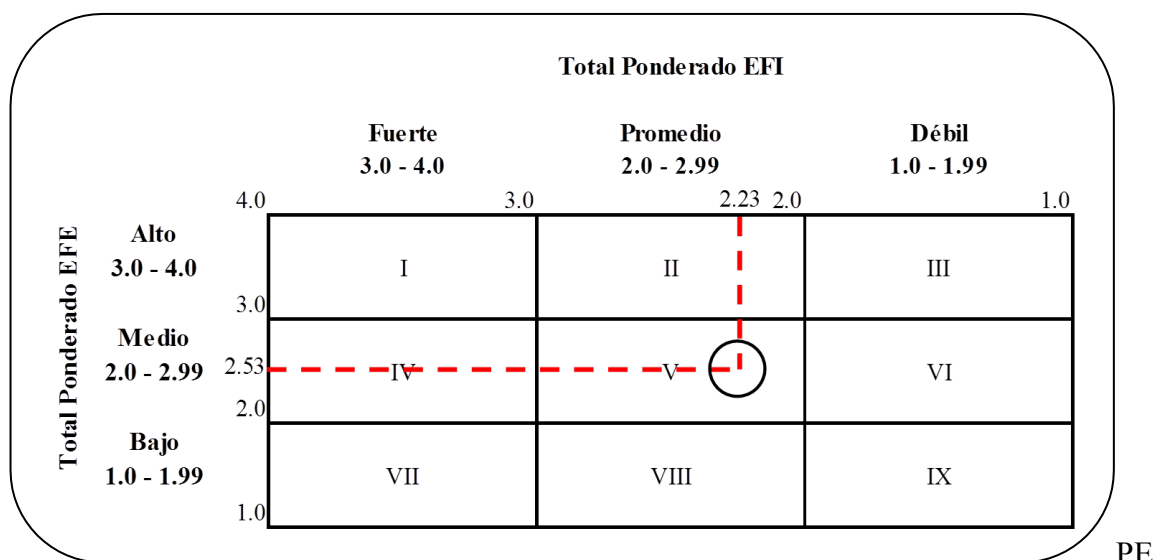 Total Ponderado EFI
Fuerte Promedio Débil
3.0 - 4.0 2.0 - 2.99 1.0 - 1.99
4.0 3.0 2.23 2.0 1.0
Total Ponderado EFE
Alto
3.0 - 4.0 I II III
3.0
Medio
2.0 - 2.99 2.53 IV V VI
2.0
Bajo
1.0 - 1.99 VII VIII IX
1.0
PE